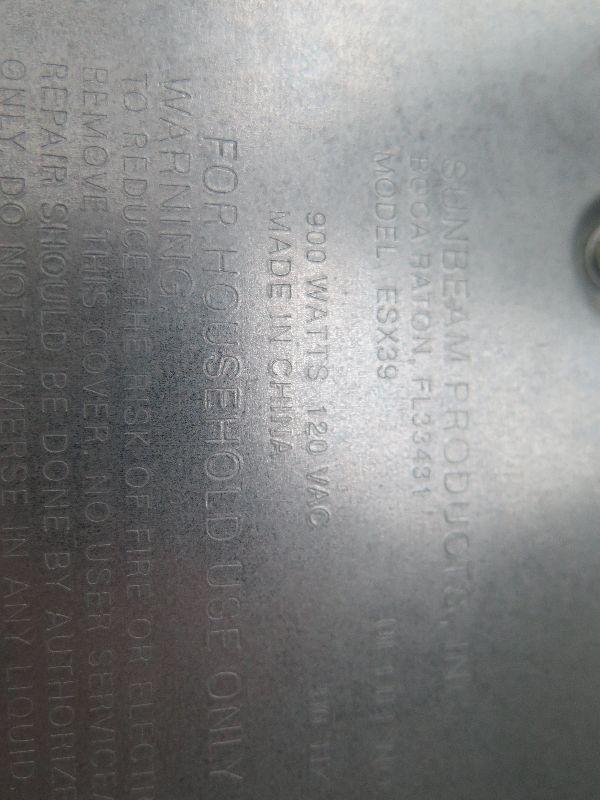 SUNBEAM PRODUCTS, IN
BOCA RATON, FL33431
MODEL ESX39
900 WATTS 120 VAC
MADE IN CHINA
FOR HOUSEHOLD USE ONLY
WARNING:
TO REDUCE THE RISK OF FIRE OR ELECTRI
REMOVE THIS COVER. NO USER SERVICEA
REPAIR SHOULD BE DONE BY AUTHORIZE
ONLY DO NOT IMMERSE IN ANY LIQUID